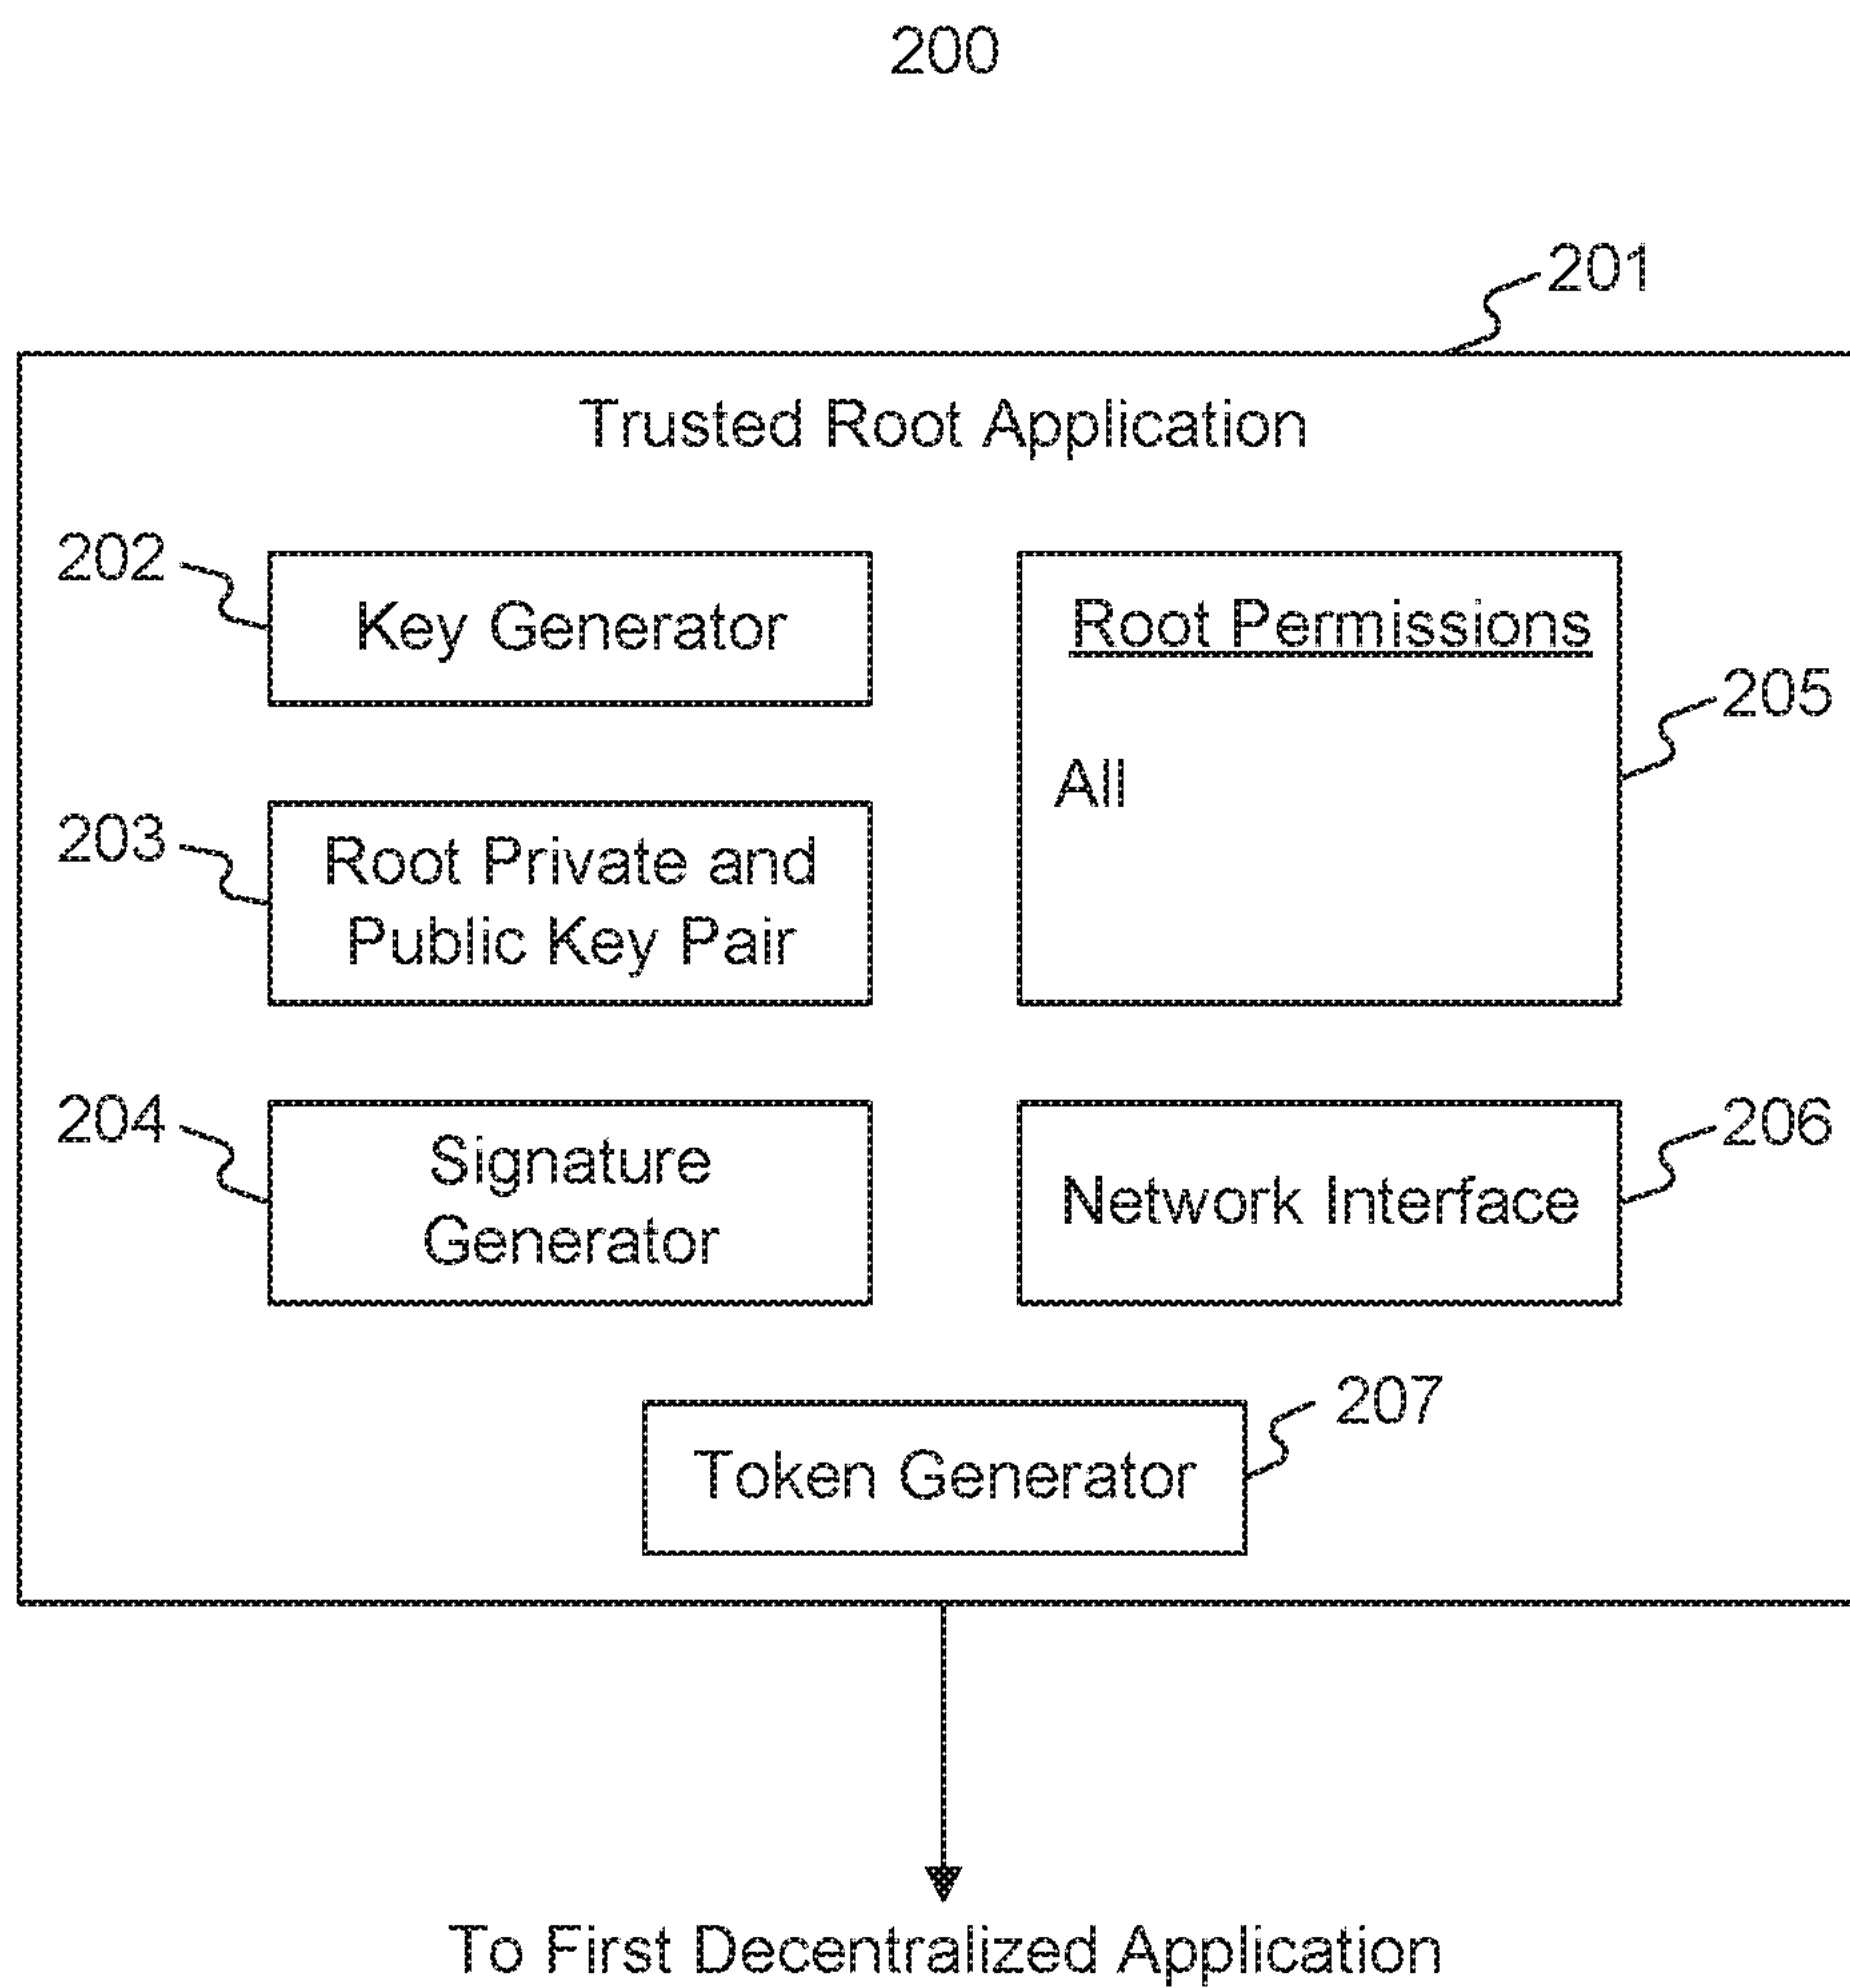 200
201
Trusted Root Application
202
Key Generator
Root Permissions
205
All
203
Root Private and
Public Key Pair
204
Signature
Generator
206
Network Interface
207
Token Generator
To First Decentralized Application